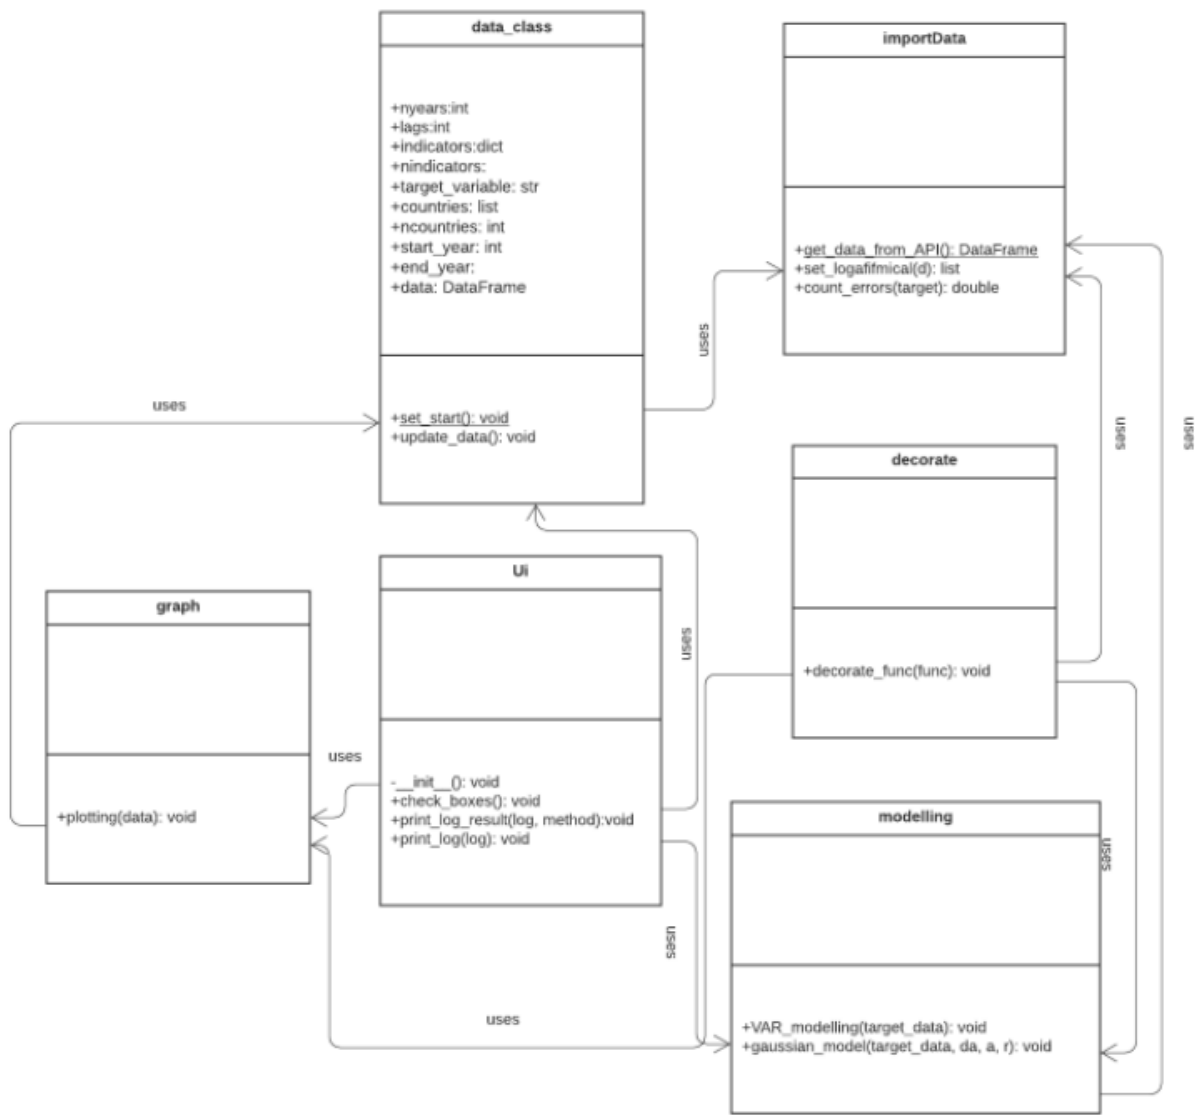 data_class
+nyears:int
+lags:int
+indicators:dict
+nindicators:
+target_variable: str
+countries: list
+ncountries: int
+start_year: int
+end_year:
+data: DataFrame
+set_start(): void
+update_data(): void
importData
+get_data_from_API(): DataFrame
+set_logafifmical(d): list
+count_errors(target): double
uses
uses
uses
uses
decorate
+decorate_func(func): void
graph
+plotting(data): void
Ui
-__init__(): void
+check_boxes(): void
+print_log_result(log, method):void
+print_log(log): void
uses
uses
uses
uses
uses
modelling
+VAR_modelling(target_data): void
+gaussian_model(target_data, da, a, r): void